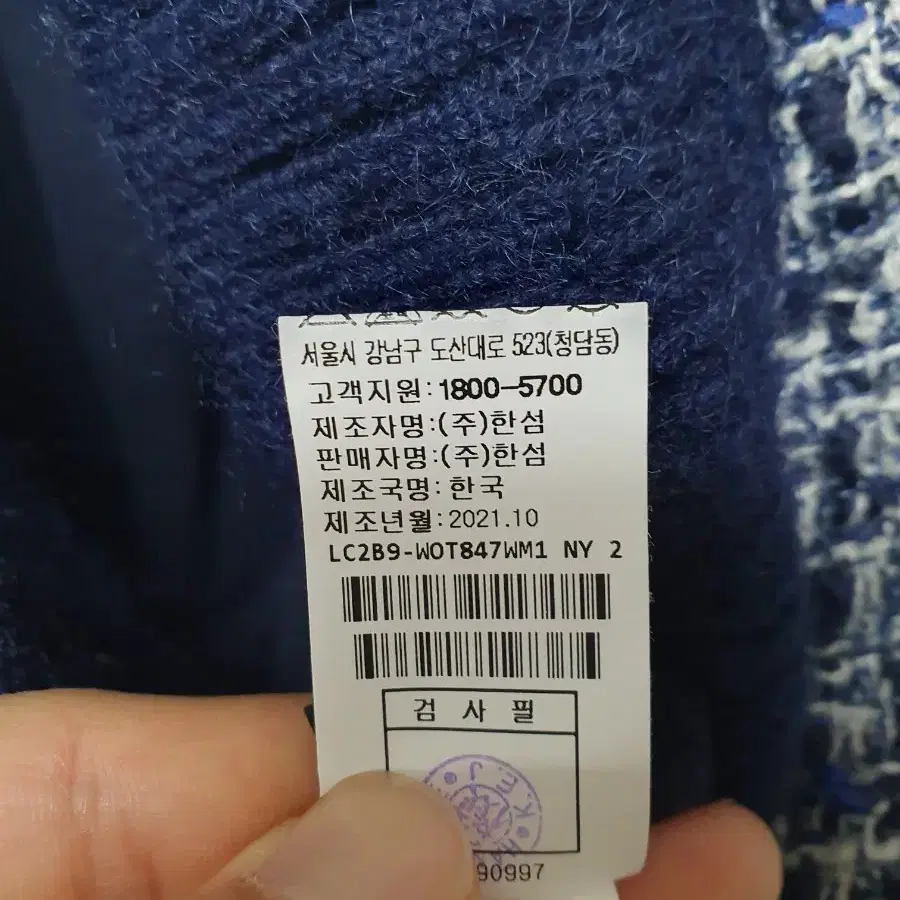 서울시 강남구 도산대로 523(청담동)
고객지원:1800-5700
제조자명:(주)한섬
판매자명:(주)한섬
제조국명:한국
제조년월:2021.10
LC2B9-WOT847WM1 NY 2
검 사 필
K.E.J
90997